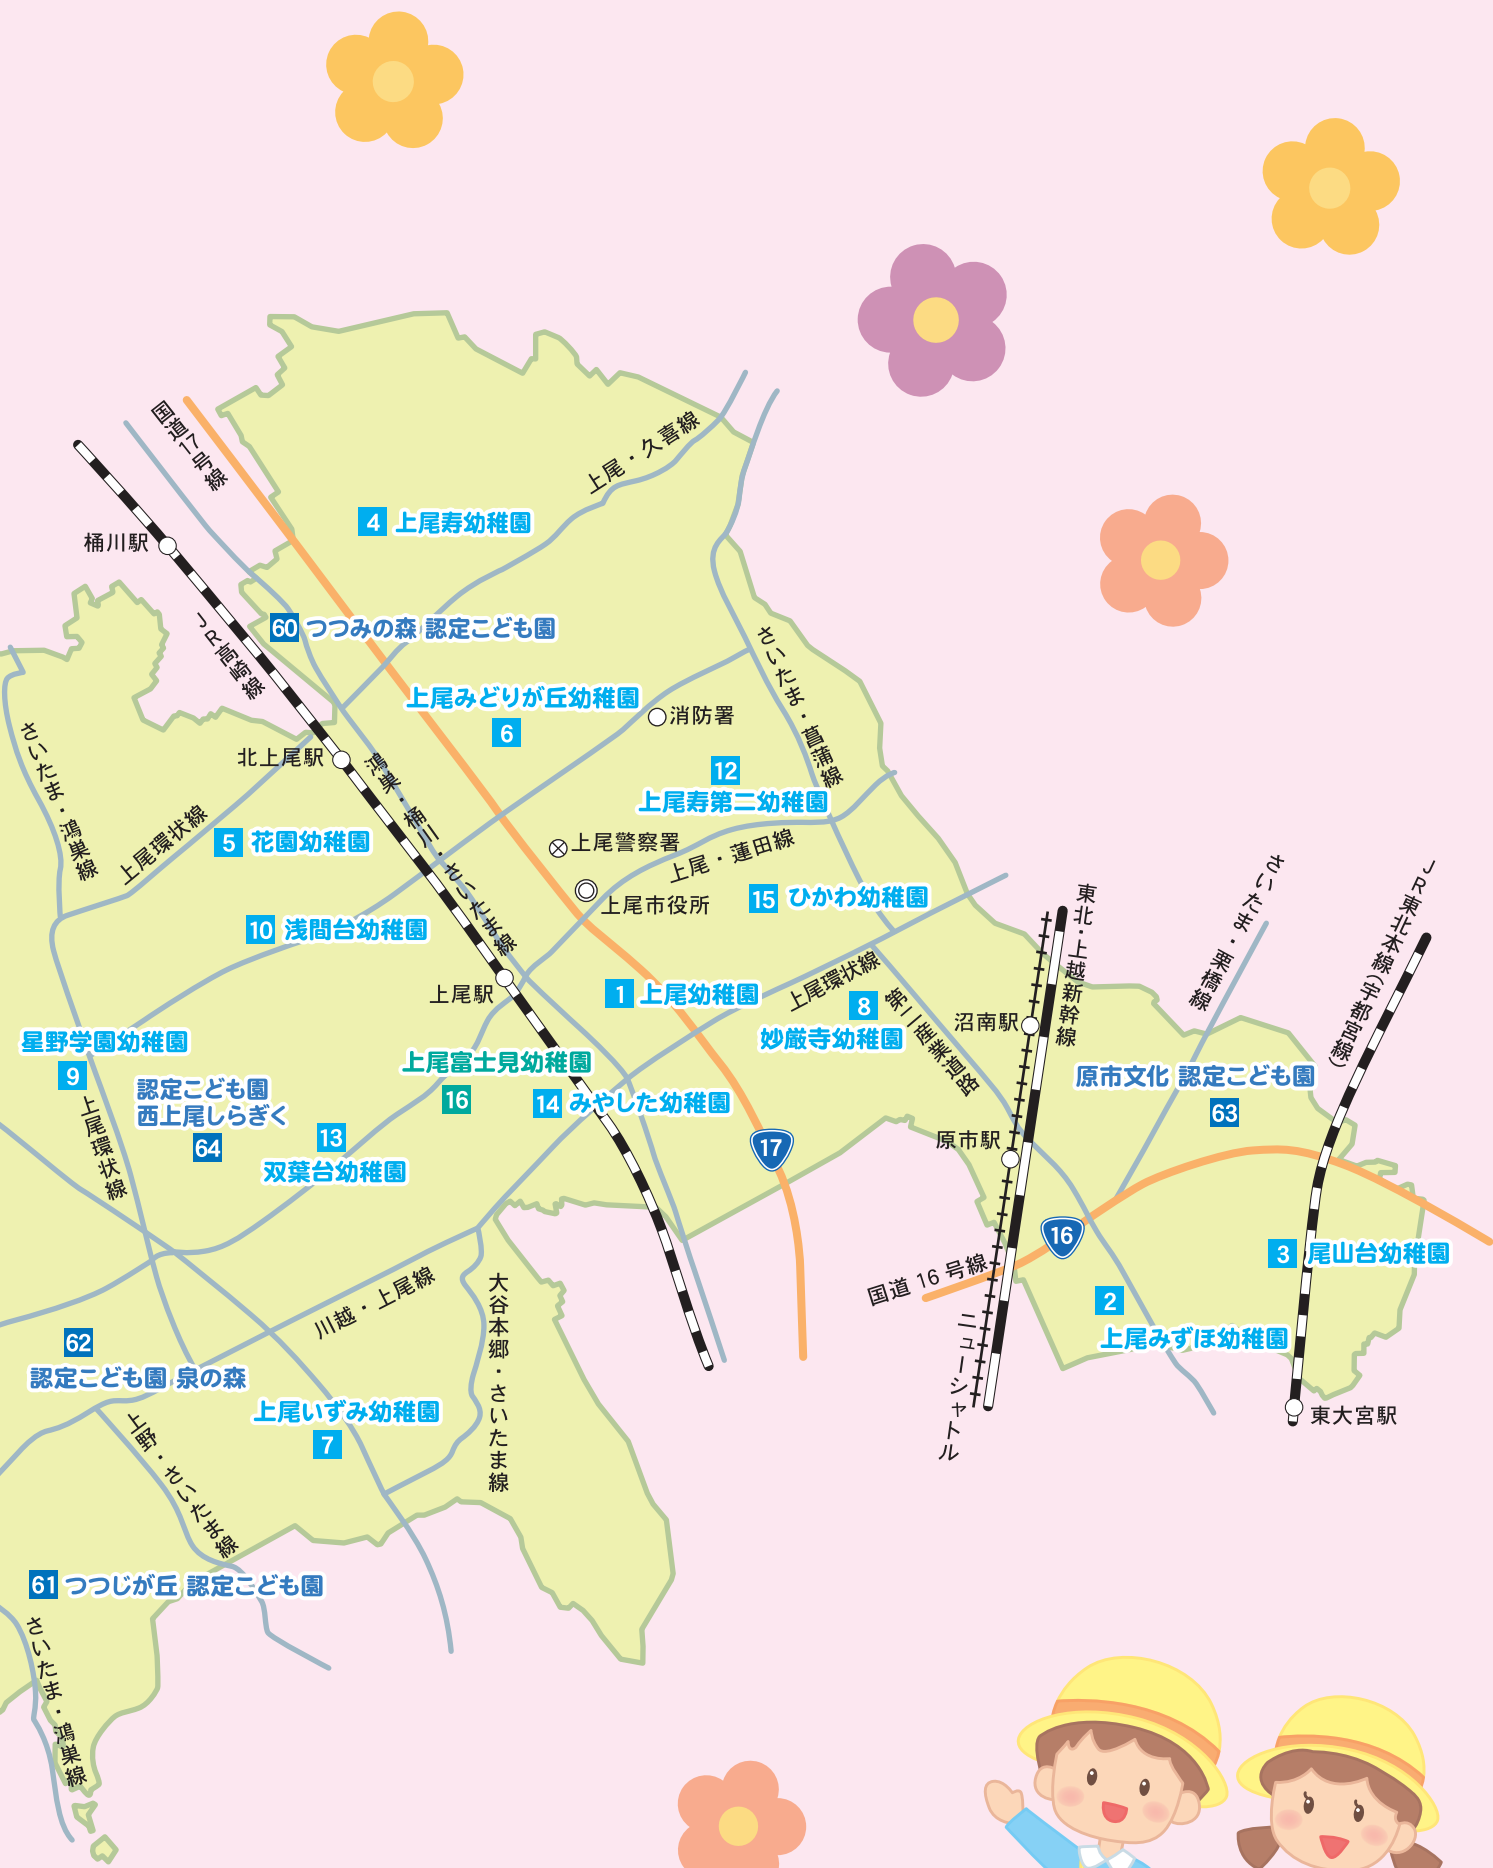 国道17号線
上尾・久喜線
4 上尾寿幼稚園
桶川駅
JR高崎線
60 つつみの森 認定こども園
さいたま・菖蒲線
上尾みどりが丘幼稚園
6
消防署
さいたま・鴻巣線
北上尾駅
鴻巣・桶川・さいたま線
12
上尾寿第二幼稚園
上尾環状線
5 花園幼稚園
上尾警察署
上尾・蓮田線
15 ひかわ幼稚園
上尾市役所
東北・上越新幹線
さいたま・栗橋線
JR東北本線(宇都宮線)
10 浅間台幼稚園
上尾駅
1 上尾幼稚園
上尾環状線
8
妙厳寺幼稚園
第二産業道路
沼南駅
星野学園幼稚園
9
上尾富士見幼稚園
16
14 みやした幼稚園
原市文化 認定こども園
63
認定こども園
西上尾しらぎく
64
上尾環状線
13
双葉台幼稚園
17
原市駅
16
国道16号線
3 尾山台幼稚園
大谷本郷・さいたま線
川越・上尾線
2
上尾みずほ幼稚園
ニューシャトル
62
認定こども園 泉の森
上尾いずみ幼稚園
7
東大宮駅
上野・さいたま線
61 つつじが丘 認定こども園
さいたま・鴻巣線